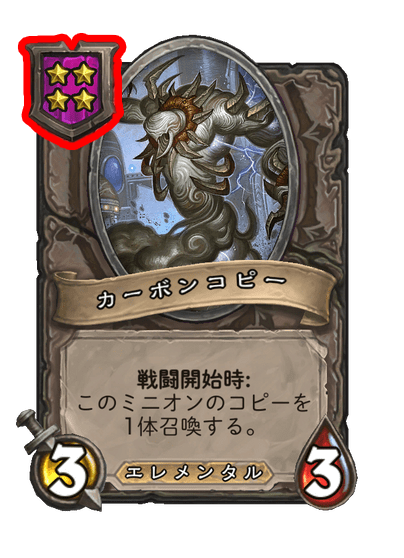 カーボンコピー
戦闘開始時:
このミニオンのコピーを
1体召喚する。
3
エレメンタル
3